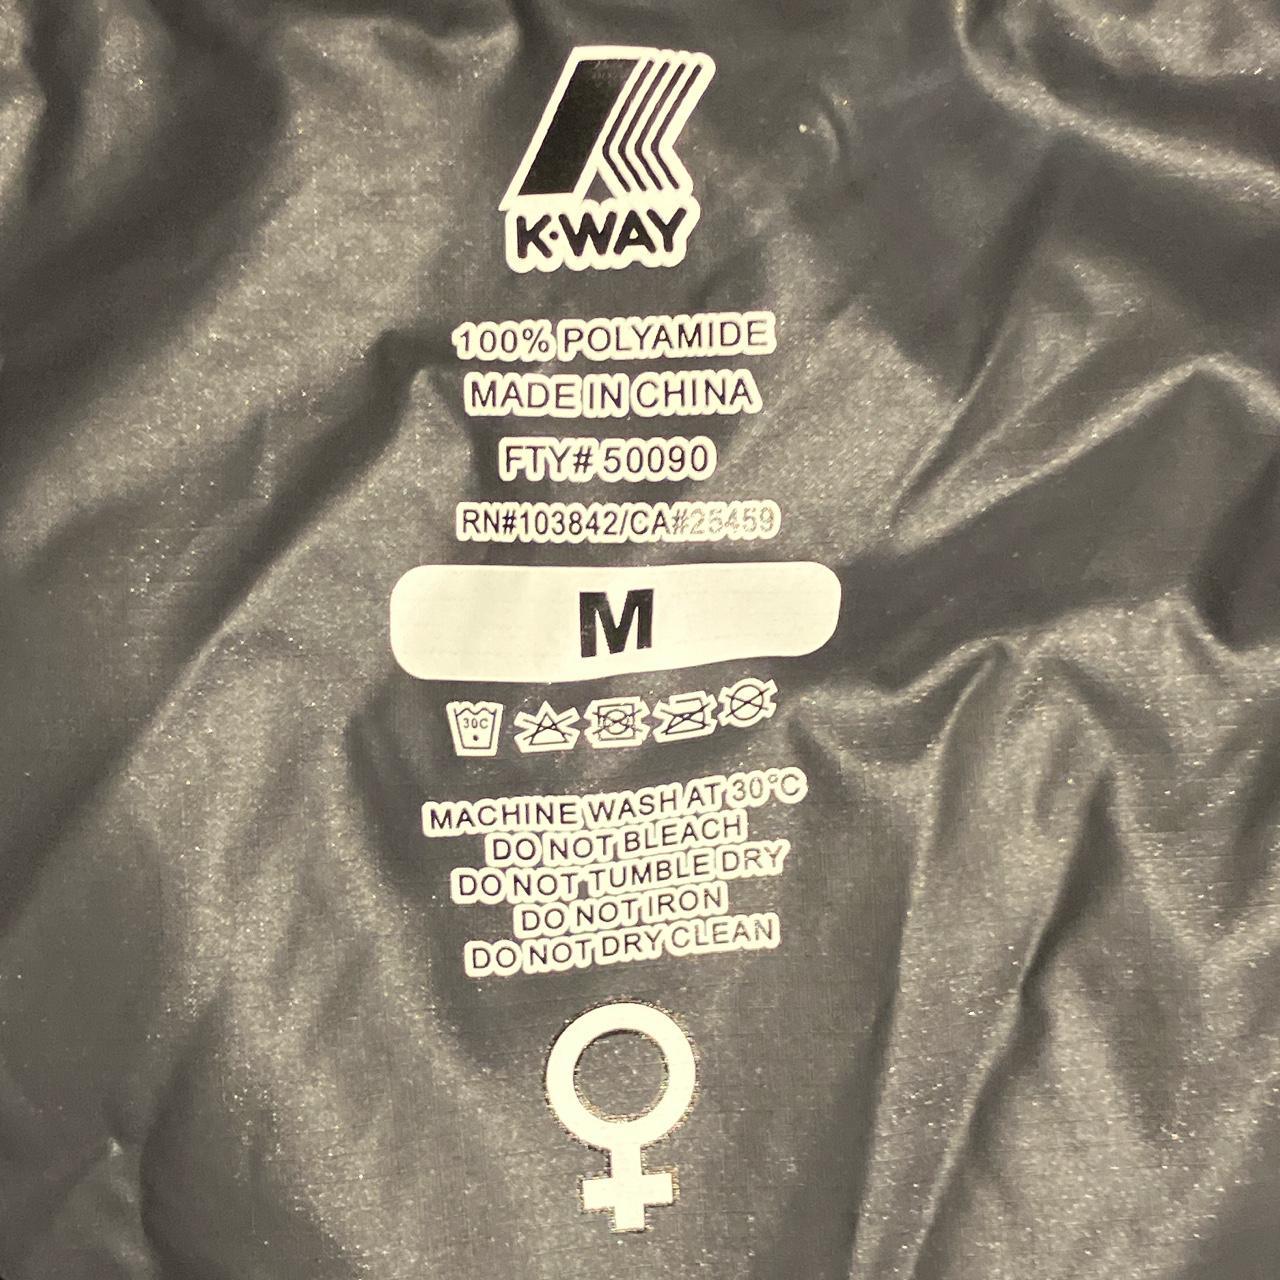 K·WAY
100% POLYAMIDE
MADE IN CHINA
FTY# 50090
RN#103842/CA#25459
M
30C
MACHINE WASH AT 30°C
DO NOT BLEACH
DO NOT TUMBLE DRY
DO NOT IRON
DO NOT DRY CLEAN